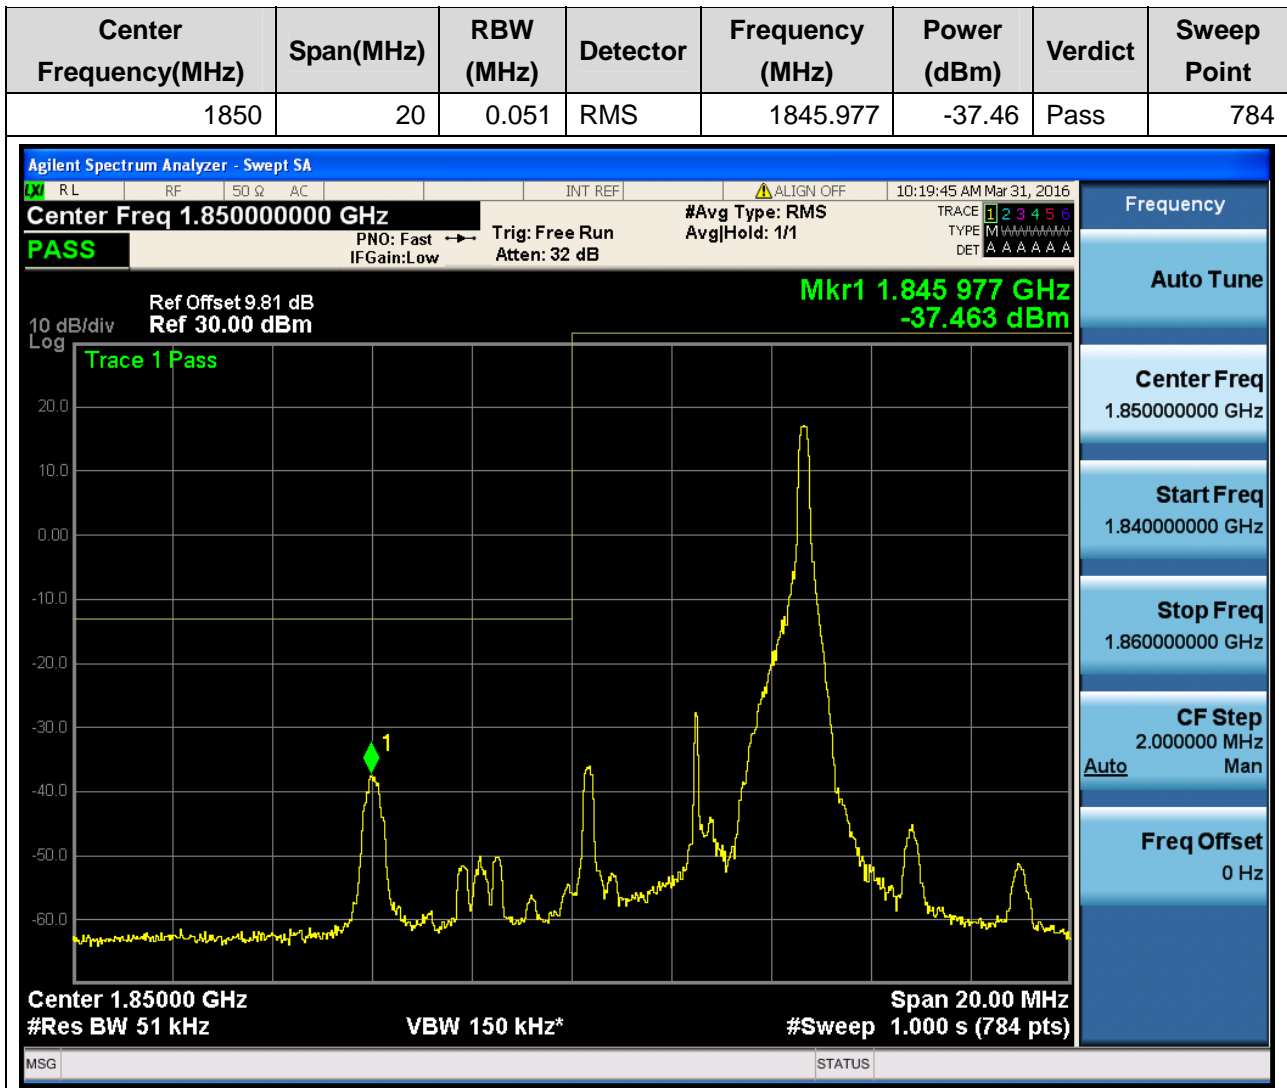 Center Frequency(MHz) Span(MHz) RBW (MHz) Detector Frequency (MHz) Power (dBm) Verdict Sweep Point
1850 20 0.051 RMS 1845.977 -37.46 Pass 784
Agilent Spectrum Analyzer - Swept SA
LXI RL RF 50 Ω AC INT REF ALIGN OFF 10:19:45 AM Mar 31, 2016
Center Freq 1.850000000 GHz
PASS
PNO: Fast
IFGain:Low
Trig: Free Run
Atten: 32 dB
#Avg Type: RMS
Avg|Hold: 1/1
TRACE 1 2 3 4 5 6
TYPE M WWWWW
DET A A A A A A
Mkr1 1.845 977 GHz
-37.463 dBm
Ref Offset 9.81 dB
10 dB/div Ref 30.00 dBm
Log
Trace 1 Pass
20.0
10.0
0.00
-10.0
-20.0
-30.0
1
-40.0
-50.0
-60.0
Center 1.85000 GHz Span 20.00 MHz
#Res BW 51 kHz VBW 150 kHz* #Sweep 1.000 s (784 pts)
MSG STATUS
Frequency
Auto Tune
Center Freq
1.850000000 GHz
Start Freq
1.840000000 GHz
Stop Freq
1.860000000 GHz
CF Step
2.000000 MHz
Auto Man
Freq Offset
0 Hz